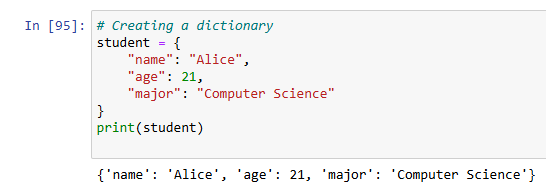 In [95]: # Creating a dictionary
student = {
    "name": "Alice",
    "age": 21,
    "major": "Computer Science"
}
print(student)
{'name': 'Alice', 'age': 21, 'major': 'Computer Science'}